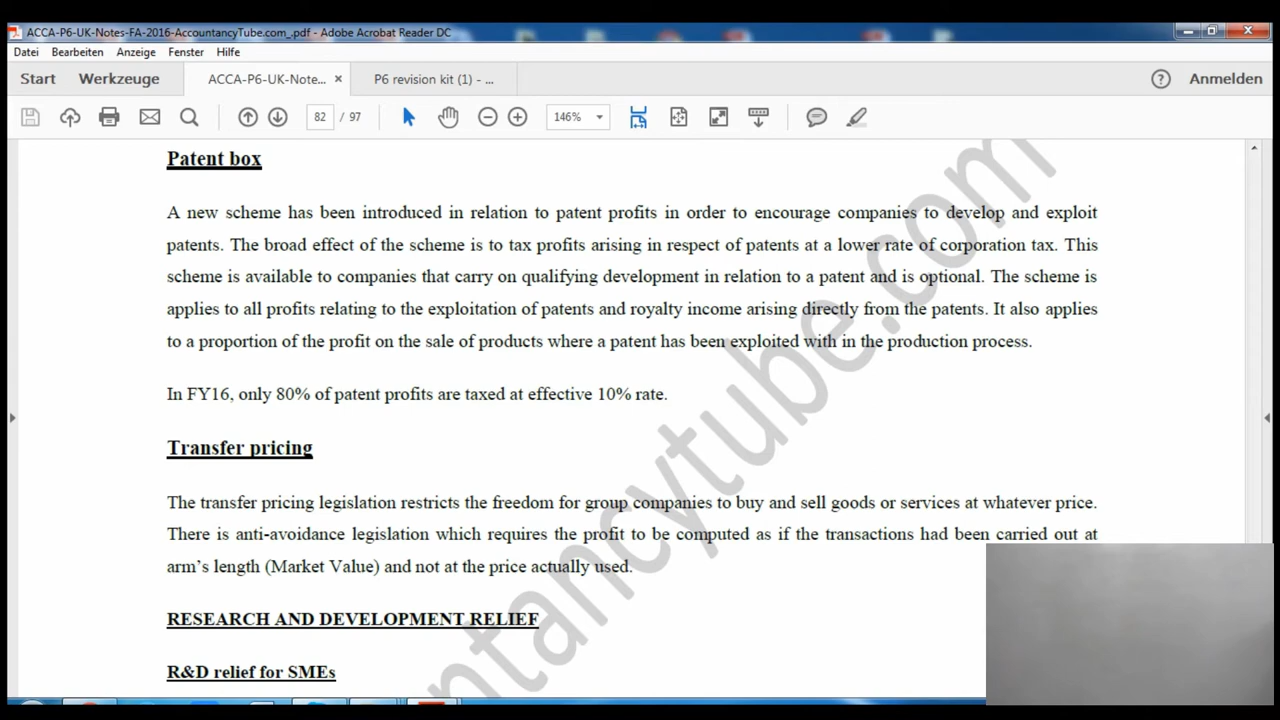 ACCA-P6-UK-Notes-FA-2016-AccountancyTube.com_.pdf - Adobe Acrobat Reader DC
Datei Bearbeiten Anzeige Fenster Hilfe
Start Werkzeuge ACCA-P6-UK-Note... × P6 revision kit (1) - ... Anmelden
82 / 97 146%
Patent box
A new scheme has been introduced in relation to patent profits in order to encourage companies to develop and exploit
patents. The broad effect of the scheme is to tax profits arising in respect of patents at a lower rate of corporation tax. This
scheme is available to companies that carry on qualifying development in relation to a patent and is optional. The scheme is
applies to all profits relating to the exploitation of patents and royalty income arising directly from the patents. It also applies
to a proportion of the profit on the sale of products where a patent has been exploited with in the production process.
In FY16, only 80% of patent profits are taxed at effective 10% rate.
Transfer pricing
The transfer pricing legislation restricts the freedom for group companies to buy and sell goods or services at whatever price.
There is anti-avoidance legislation which requires the profit to be computed as if the transactions had been carried out at
arm's length (Market Value) and not at the price actually used.
RESEARCH AND DEVELOPMENT RELIEF
R&D relief for SMEs
ntancytube.com